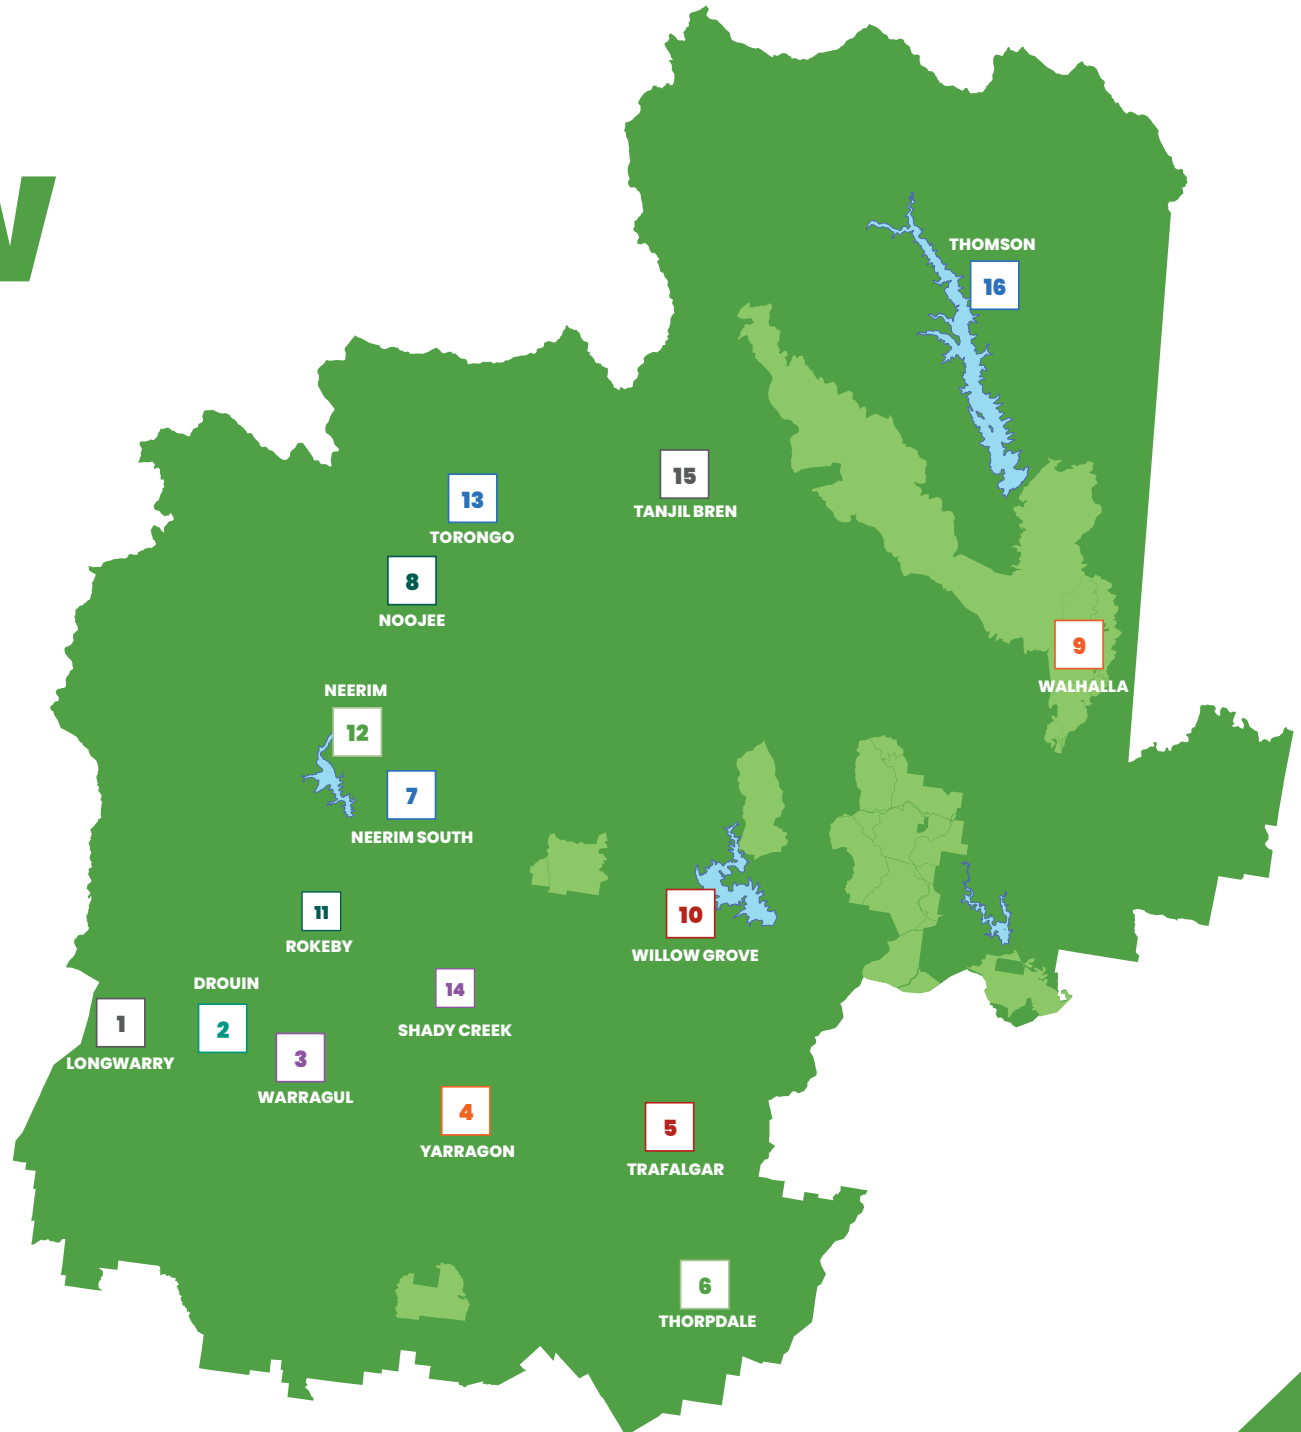 THOMSON
16
15
TANJIL BREN
13
TORONGO
8
NOOJEE
9
WALHALLA
NEERIM
12
7
NEERIM SOUTH
11
ROKEBY
10
WILLOW GROVE
DROUIN
14
SHADY CREEK
1
LONGWARRY
2
3
WARRAGUL
4
YARRAGON
5
TRAFALGAR
6
THORPDALE